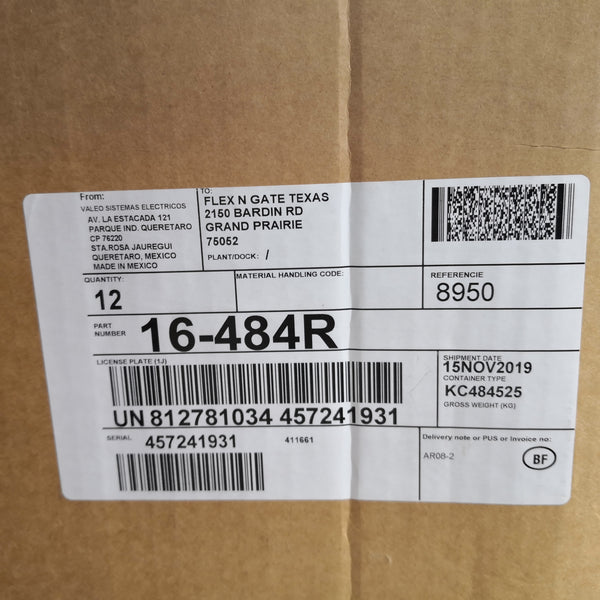 From:
VALEO SISTEMAS ELECTRICOS
AV. LA ESTACADA 121
PARQUE IND. QUERETARO
CP 76220
STA.ROSA JAUREGUI
QUERETARO, MEXICO
MADE IN MEXICO
TO:
FLEX N GATE TEXAS
2150 BARDIN RD
GRAND PRAIRIE
75052
PLANT/DOCK: /
QUANTITY:
12
MATERIAL HANDLING CODE:
REFERENCIE
8950
PART
NUMBER
16-484R
LICENSE PLATE (1J)
UN 812781034 457241931
SHIPMENT DATE
15NOV2019
CONTAINER TYPE
KC484525
GROSS WEIGHT (KG)
SERIAL
457241931
411661
Delivery note or PUS or Invoice no:
AR08-2
BF